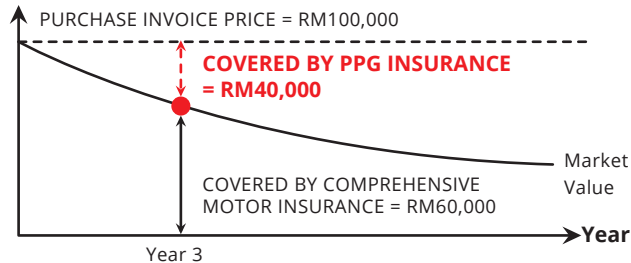 PURCHASE INVOICE PRICE = RM100,000
COVERED BY PPG INSURANCE
= RM40,000
COVERED BY COMPREHENSIVE
MOTOR INSURANCE = RM60,000
Market
Value
Year
Year 3